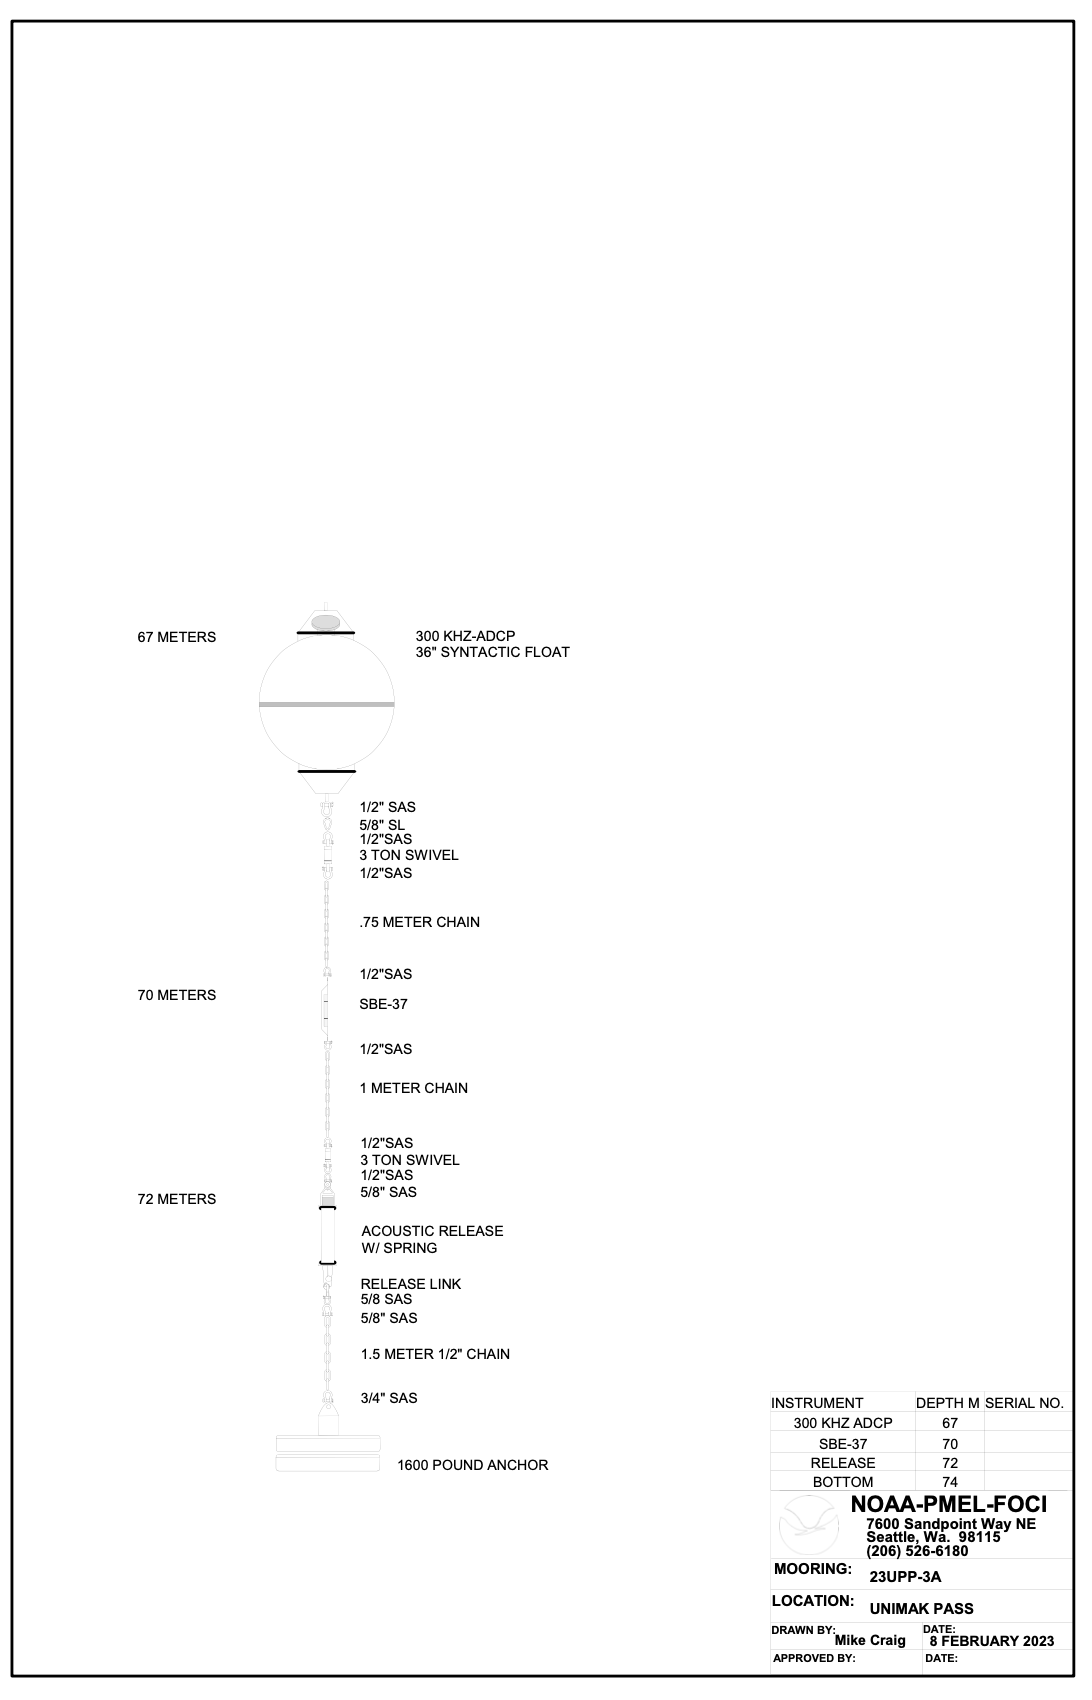 67 METERS
300 KHZ-ADCP
36" SYNTACTIC FLOAT
1/2" SAS
5/8" SL
1/2"SAS
3 TON SWIVEL
1/2"SAS
.75 METER CHAIN
1/2"SAS
70 METERS
SBE-37
1/2"SAS
1 METER CHAIN
1/2"SAS
3 TON SWIVEL
1/2"SAS
5/8" SAS
72 METERS
ACOUSTIC RELEASE
W/ SPRING
RELEASE LINK
5/8 SAS
5/8" SAS
1.5 METER 1/2" CHAIN
3/4" SAS
1600 POUND ANCHOR
INSTRUMENT DEPTH M SERIAL NO.
300 KHZ ADCP 67
SBE-37 70
RELEASE 72
BOTTOM 74
NOAA-PMEL-FOCI
7600 Sandpoint Way NE
Seattle, Wa. 98115
(206) 526-6180
MOORING: 23UPP-3A
LOCATION: UNIMAK PASS
DRAWN BY: Mike Craig DATE: 8 FEBRUARY 2023
APPROVED BY: DATE: